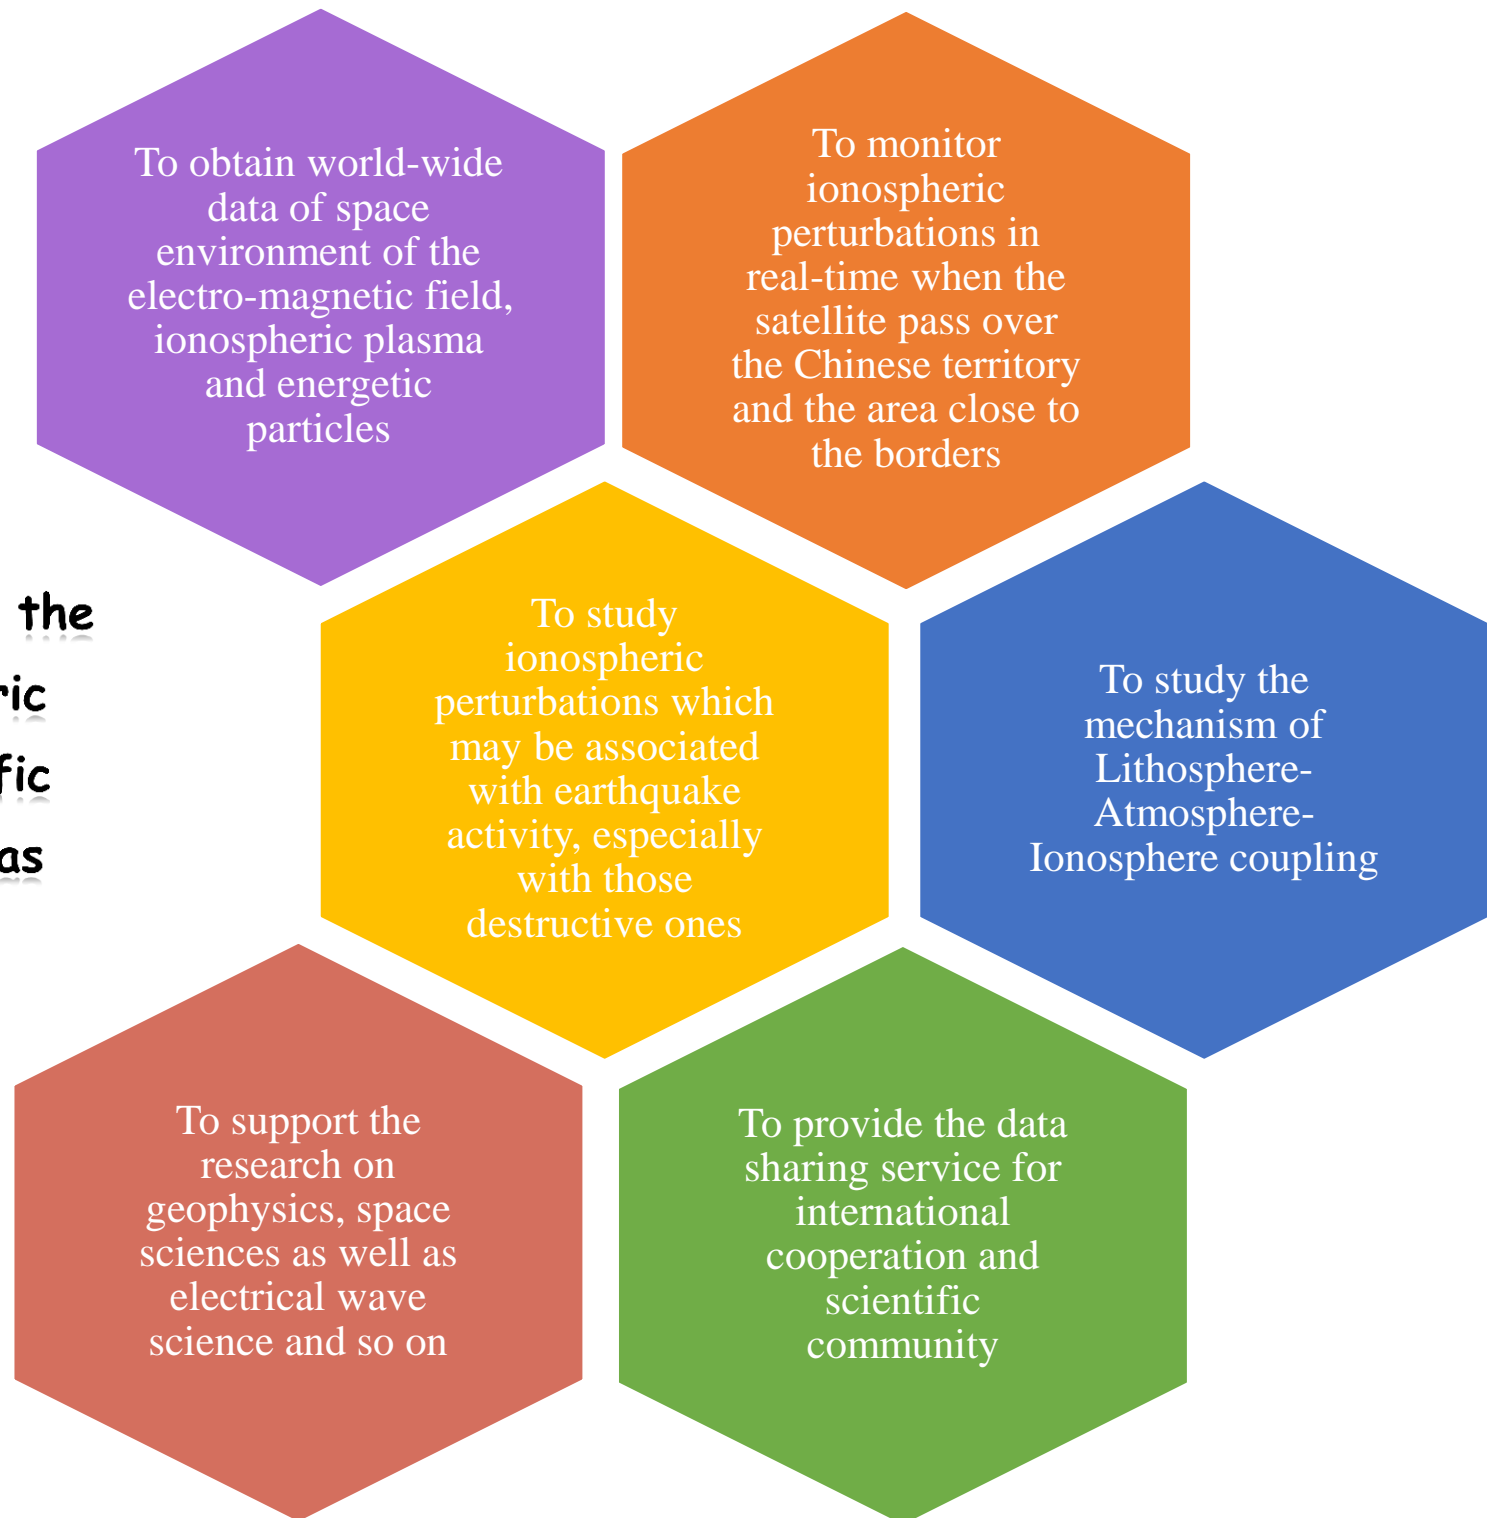 To obtain world-wide
data of space
environment of the
electro-magnetic field,
ionospheric plasma
and energetic
particles
To monitor
ionospheric
perturbations in
real-time when the
satellite pass over
the Chinese territory
and the area close to
the borders
the
ric
fic
as
To study
ionospheric
perturbations which
may be associated
with earthquake
activity, especially
with those
destructive ones
To study the
mechanism of
Lithosphere-
Atmosphere-
Ionosphere coupling
To support the
research on
geophysics, space
sciences as well as
electrical wave
science and so on
To provide the data
sharing service for
international
cooperation and
scientific
community